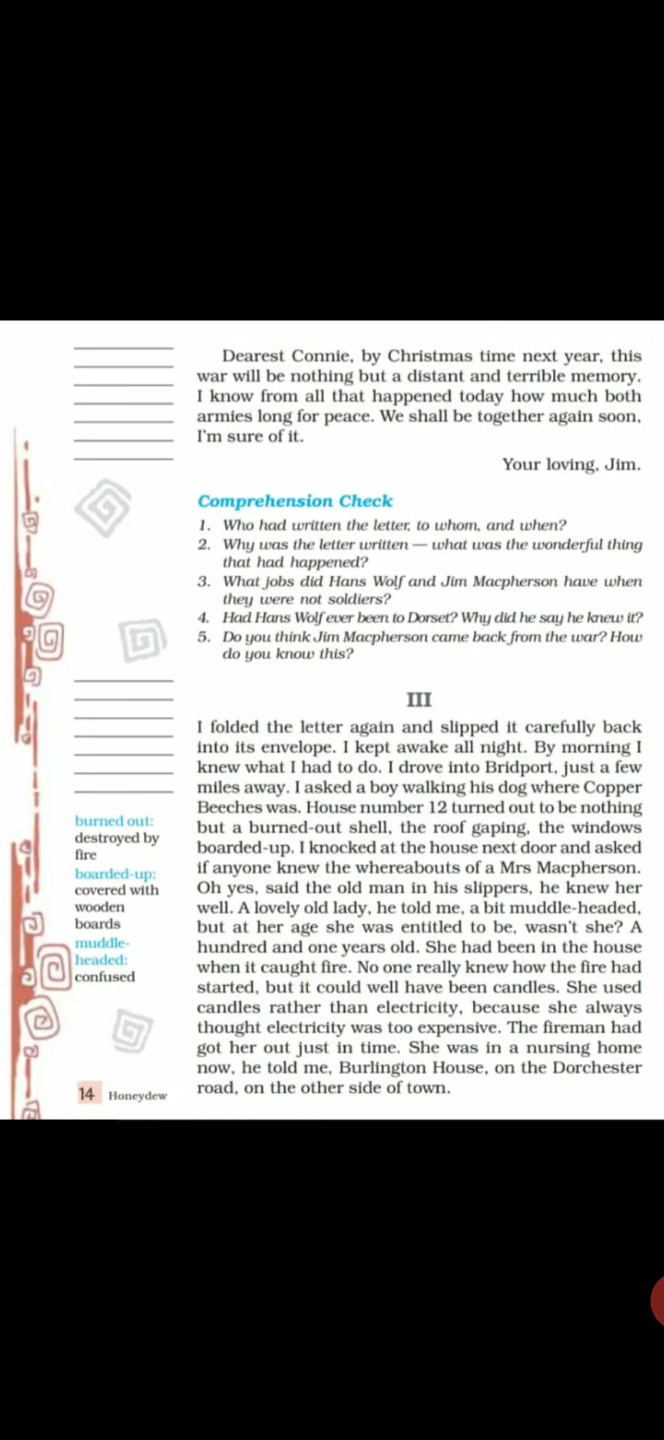 Dearest Connie, by Christmas time next year, this
war will be nothing but a distant and terrible memory.
I know from all that happened today how much both
armies long for peace. We shall be together again soon,
I'm sure of it.
Your loving, Jim.
Comprehension Check
1. Who had written the letter, to whom, and when?
2. Why was the letter written — what was the wonderful thing
that had happened?
3. What jobs did Hans Wolf and Jim Macpherson have when
they were not soldiers?
4. Had Hans Wolf ever been to Dorset? Why did he say he knew it?
5. Do you think Jim Macpherson came back from the war? How
do you know this?
III
I folded the letter again and slipped it carefully back
into its envelope. I kept awake all night. By morning I
knew what I had to do. I drove into Bridport, just a few
miles away. I asked a boy walking his dog where Copper
Beeches was. House number 12 turned out to be nothing
but a burned-out shell, the roof gaping, the windows
boarded-up. I knocked at the house next door and asked
if anyone knew the whereabouts of a Mrs Macpherson.
Oh yes, said the old man in his slippers, he knew her
well. A lovely old lady, he told me, a bit muddle-headed,
but at her age she was entitled to be, wasn't she? A
hundred and one years old. She had been in the house
when it caught fire. No one really knew how the fire had
started, but it could well have been candles. She used
candles rather than electricity, because she always
thought electricity was too expensive. The fireman had
got her out just in time. She was in a nursing home
now, he told me, Burlington House, on the Dorchester
road, on the other side of town.
burned out:
destroyed by
fire
boarded-up:
covered with
wooden
boards
muddle-
headed:
confused
14 Honeydew